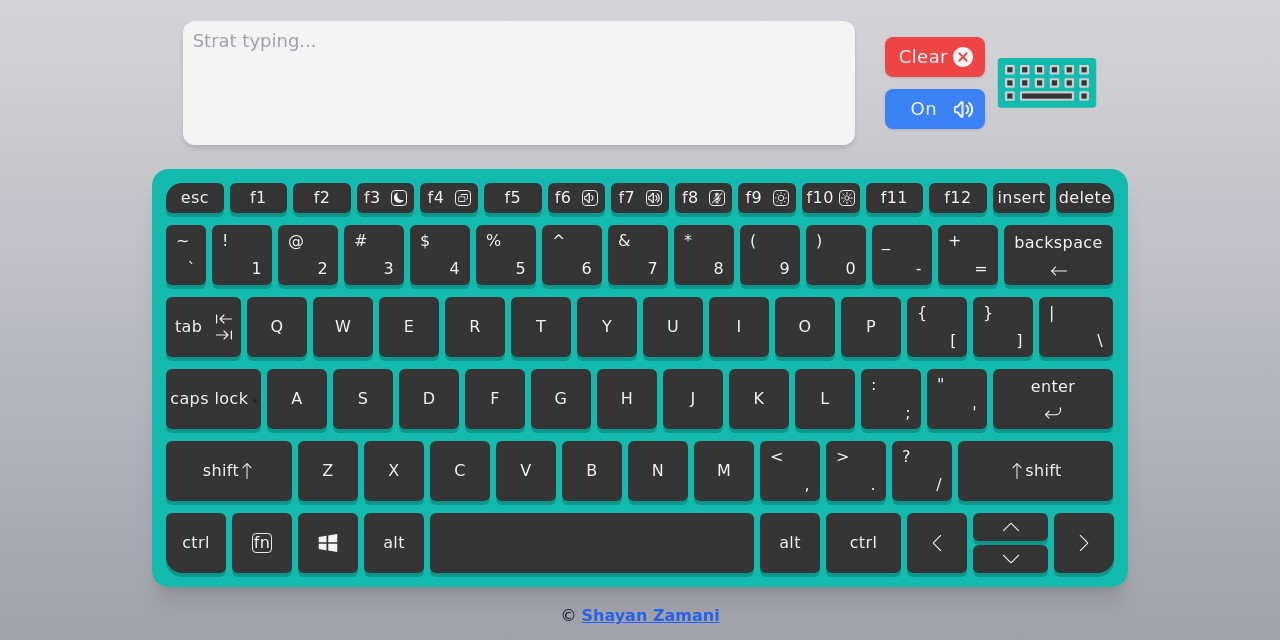 Strat typing...
Clear
On
esc f1 f2 f3 f4 f5 f6 f7 f8 f9 f10 f11 f12 insert delete
~ ` ! 1 @ 2 # 3 $ 4 % 5 ^ 6 & 7 * 8 ( 9 ) 0 _ - + = backspace ←
tab Q W E R T Y U I O P { [ } ] | \
caps lock A S D F G H J K L : ; " ' enter
shift↑ Z X C V B N M < , > . ? / ↑shift
ctrl fn alt alt ctrl
© Shayan Zamani